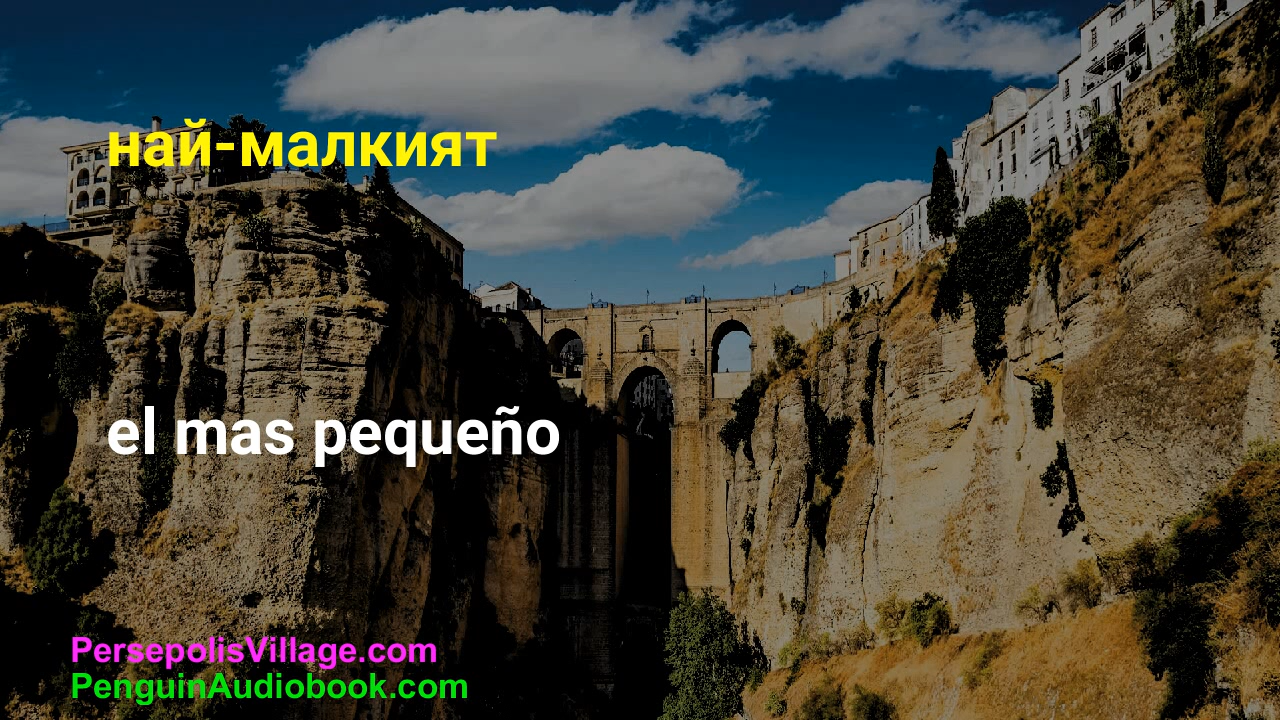 най-малкият
el mas pequeño
PersepolisVillage.com
PenguinAudiobook.com